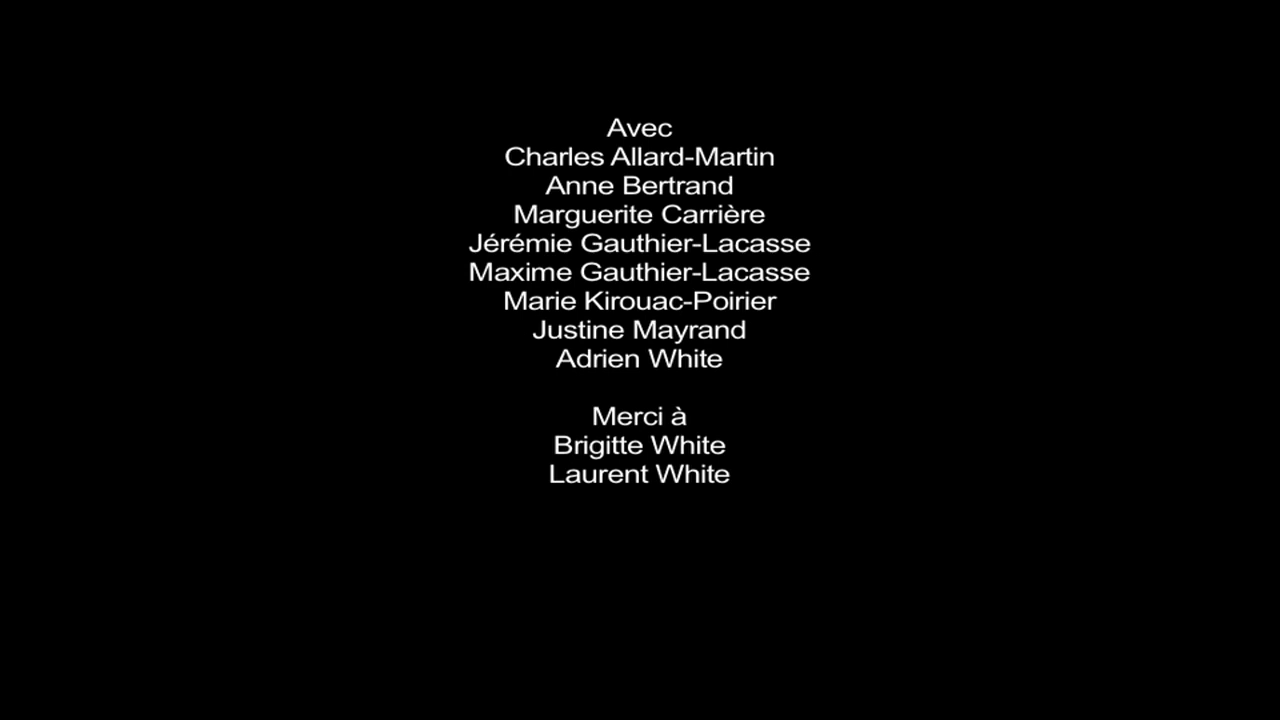 Avec
Charles Allard-Martin
Anne Bertrand
Marguerite Carrière
Jérémie Gauthier-Lacasse
Maxime Gauthier-Lacasse
Marie Kirouac-Poirier
Justine Mayrand
Adrien White
Merci à
Brigitte White
Laurent White